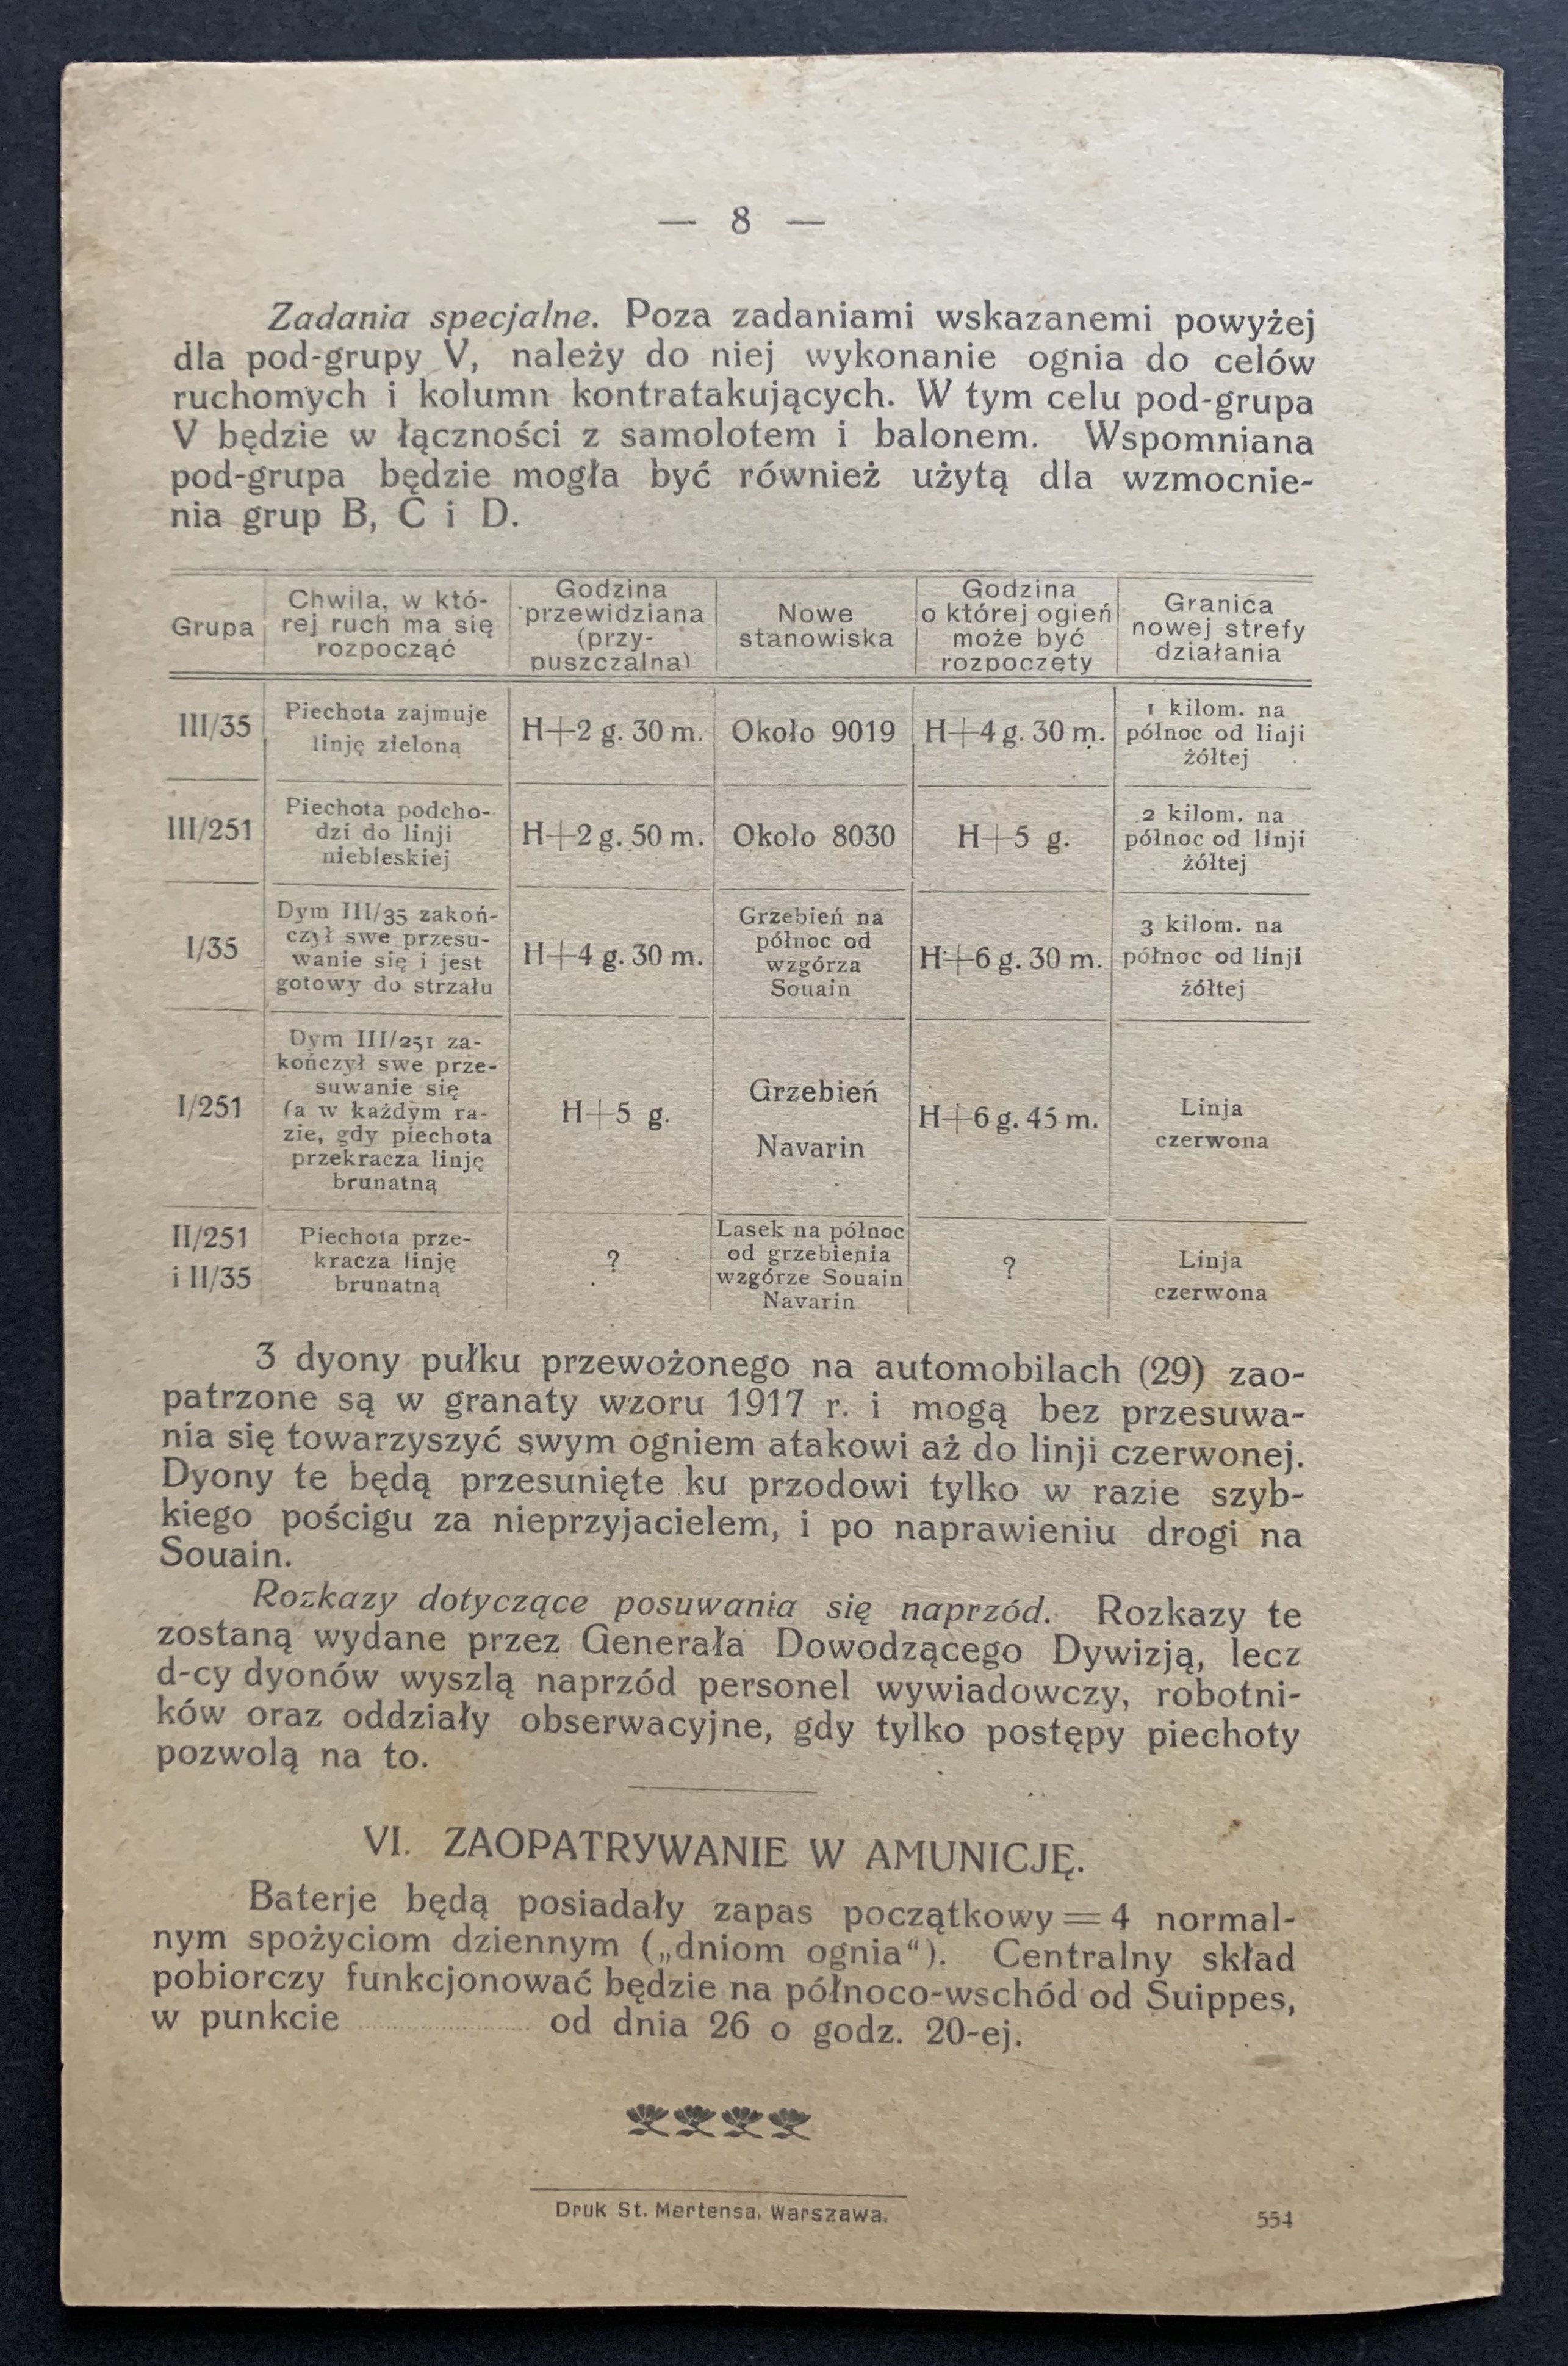 — 8 —
Zadania specjalne. Poza zadaniami wskazanemi powyżej
dla pod-grupy V, należy do niej wykonanie ognia do celów
ruchomych i kolumn kontratakujących. W tym celu pod-grupa
V będzie w łączności z samolotem i balonem. Wspomniana
pod-grupa będzie mogła być również użytą dla wzmocnie-
nia grup B, C i D.
Grupa
Chwila, w któ-
rej ruch ma się
rozpocząć
Godzina
przewidziana
(przy-
puszczalna)
Nowe
stanowiska
Godzina
o której ogień
może być
rozpoczęty
Granica
nowej strefy
działania
III/35
Piechota zajmuje
linję zieloną
H+2 g. 30 m.
Około 9019
H+4 g. 30 m.
1 kilom. na
północ od linji
żółtej
III/251
Piechota podcho-
dzi do linji
niebieskiej
H+2 g. 50 m.
Około 8030
H+5 g.
2 kilom. na
północ od linji
żółtej
I/35
Dym III/35 zakoń-
czył swe przesu-
wanie się i jest
gotowy do strzału
H+4 g. 30 m.
Grzebień na
północ od
wzgórza
Souain
H+6 g. 30 m.
3 kilom. na
północ od linji
żółtej
I/251
Dym III/251 za-
kończył swe prze-
suwanie się
(a w każdym ra-
zie, gdy piechota
przekracza linję
brunatną
H+5 g.
Grzebień
Navarin
H+6 g. 45 m.
Linja
czerwona
II/251
i II/35
Piechota prze-
kracza linję
brunatną
?
Lasek na północ
od grzebienia
wzgórze Souain
Navarin
?
Linja
czerwona
3 dyony pułku przewożonego na automobilach (29) zao-
patrzone są w granaty wzoru 1917 r. i mogą bez przesuwa-
nia się towarzyszyć swym ogniem atakowi aż do linji czerwonej.
Dyony te będą przesunięte ku przodowi tylko w razie szyb-
kiego pościgu za nieprzyjacielem, i po naprawieniu drogi na
Souain.
Rozkazy dotyczące posuwania się naprzód. Rozkazy te
zostaną wydane przez Generała Dowodzącego Dywizją, lecz
d-cy dyonów wyszlą naprzód personel wywiadowczy, robotni-
ków oraz oddziały obserwacyjne, gdy tylko postępy piechoty
pozwolą na to.
VI. ZAOPATRYWANIE W AMUNICJĘ.
Baterje będą posiadały zapas początkowy = 4 normal-
nym spożyciom dziennym („dniom ognia“). Centralny skład
pobiorczy funkcjonować będzie na północo-wschód od Suippes,
w punkcie ................ od dnia 26 o godz. 20-ej.
Druk St. Mertensa, Warszawa.
554